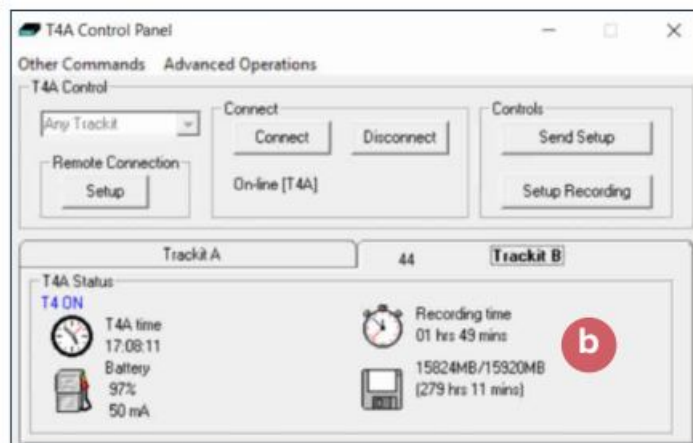 T4A Control Panel
Other Commands Advanced Operations
T4A Control
Any Trackit
Connect
Connect Disconnect
Controls
Send Setup
Remote Connection
Setup
On-line [T4A]
Setup Recording
Trackit A
44 Trackit B
T4A Status
T4 ON
T4A time
17:08:11
Recording time
01 hrs 49 mins
b
Battery
97%
50 mA
15824MB/15920MB
(279 hrs 11 mins)